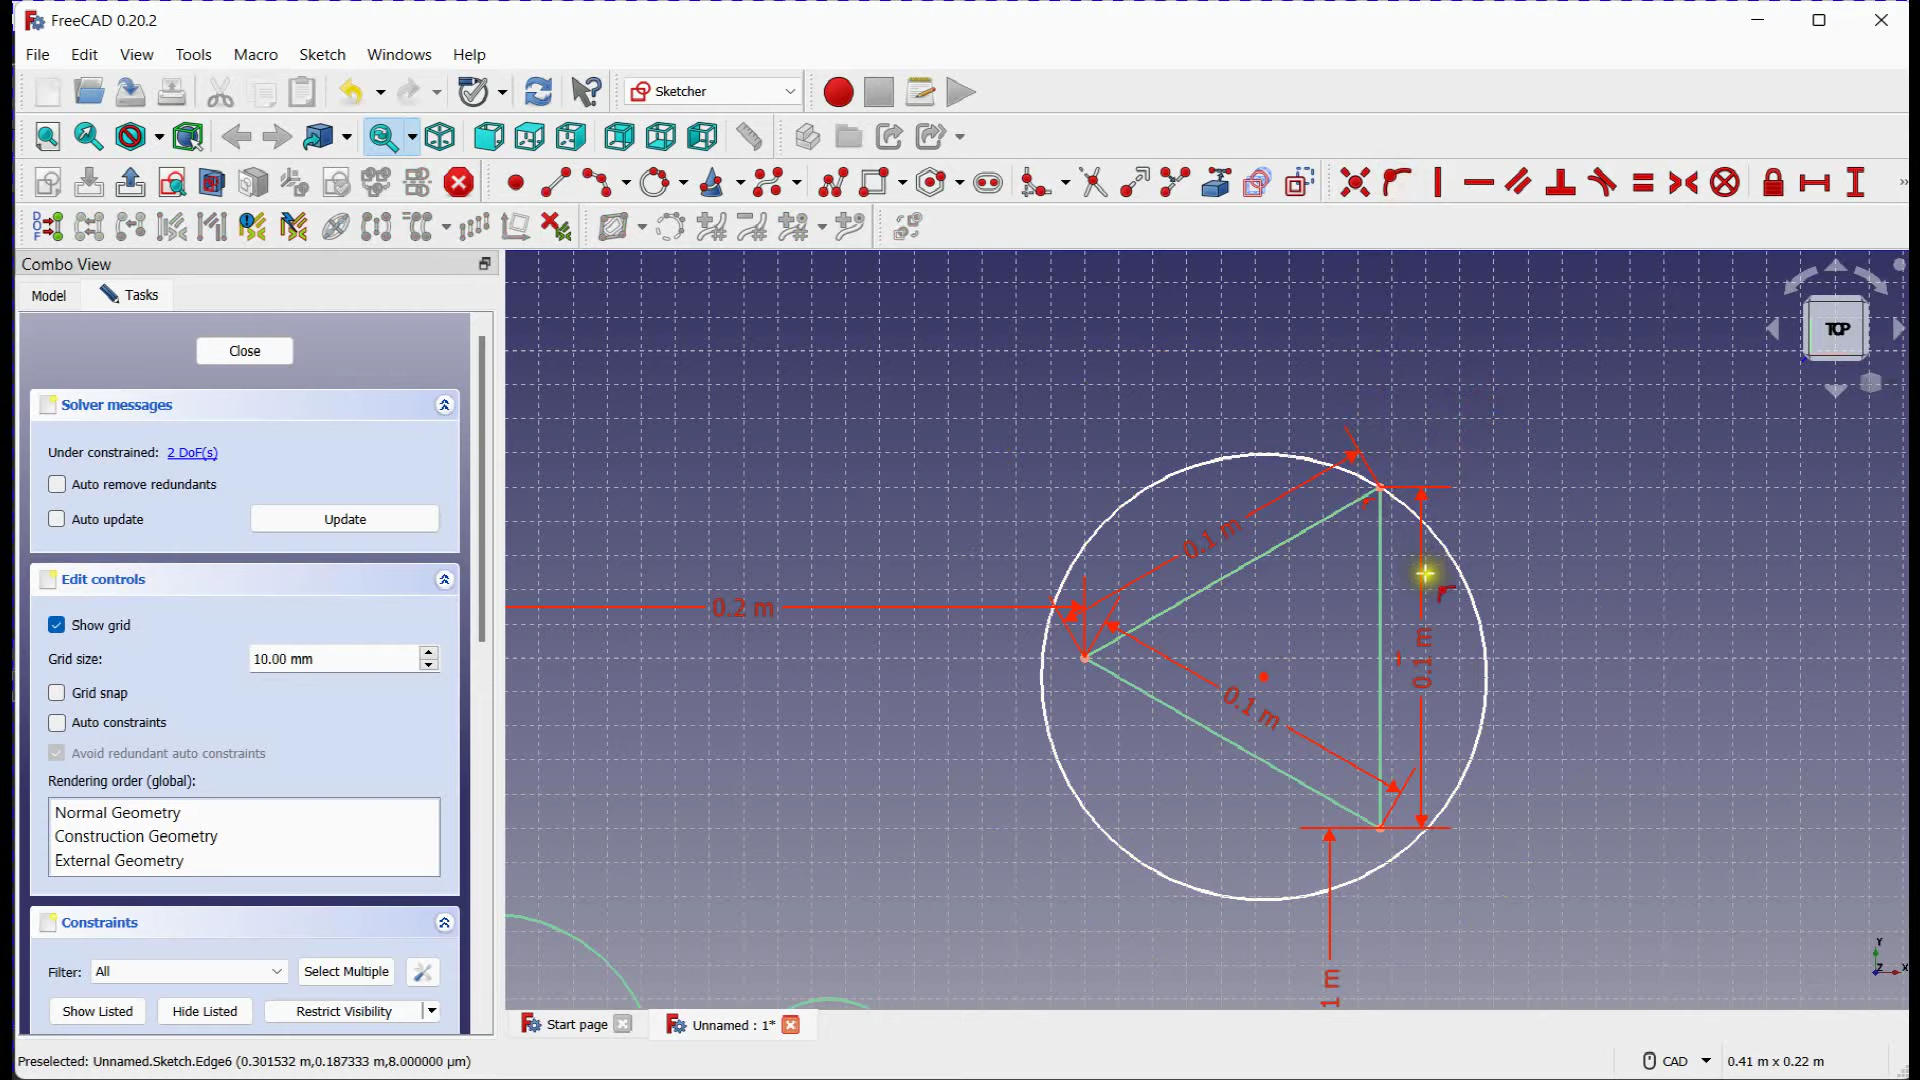 FreeCAD 0.20.2
File Edit View Tools Macro Sketch Windows Help
Sketcher
Combo View
Model Tasks
Close
Solver messages
Under constrained: 2 DoF(s)
Auto remove redundants
Auto update Update
Edit controls
Show grid
Grid size: 10.00 mm
Grid snap
Auto constraints
Avoid redundant auto constraints
Rendering order (global):
Normal Geometry
Construction Geometry
External Geometry
Constraints
Filter: All Select Multiple
Show Listed Hide Listed Restrict Visibility
TOP
0.1 m
0.2 m
0.1 m
0.1 m
1 m
Y
Z X
Start page Unnamed : 1*
Preselected: Unnamed.Sketch.Edge6 (0.301532 m,0.187333 m,8.000000 µm)
CAD 0.41 m x 0.22 m